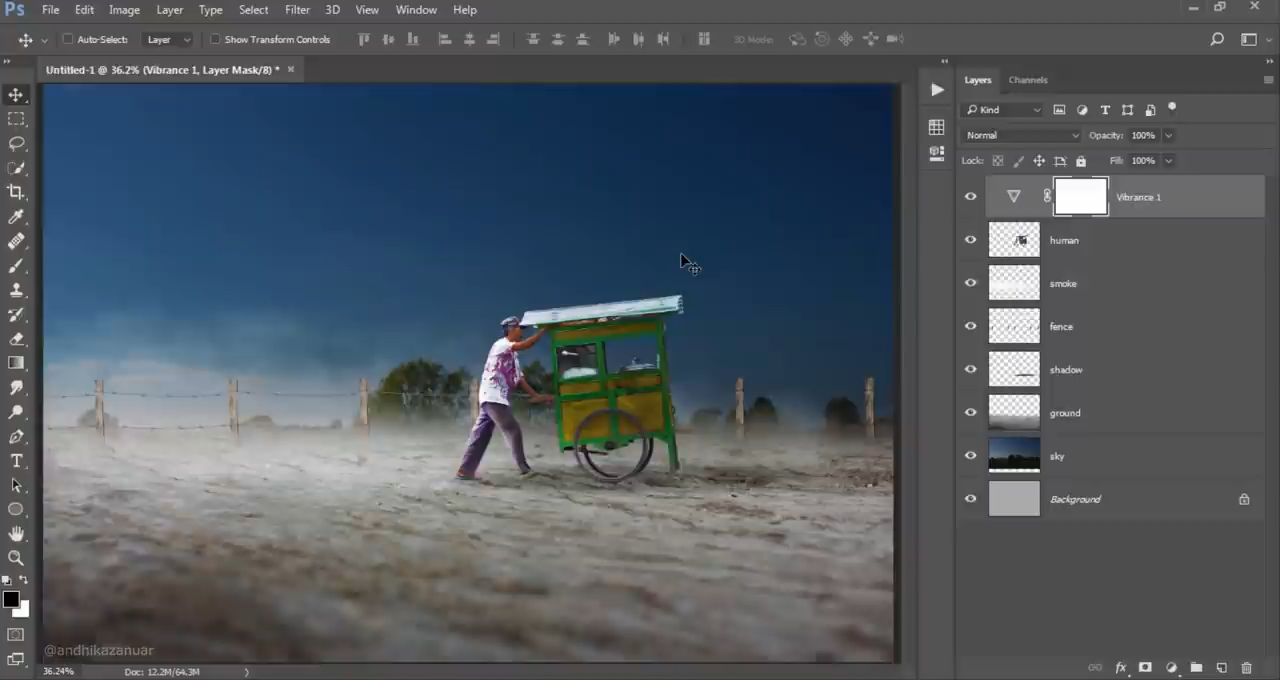 Ps File Edit Image Layer Type Select Filter 3D View Window Help
Auto-Select: Layer Show Transform Controls 3D Mode:
Untitled-1 @ 36.2% (Vibrance 1, Layer Mask/8) * ×
Layers Channels
Kind
Normal Opacity: 100%
Lock: Fill: 100%
Vibrance 1
human
smoke
fence
shadow
ground
sky
Background
@andhikazanuar
36.24% Doc: 12.2M/64.3M
fx